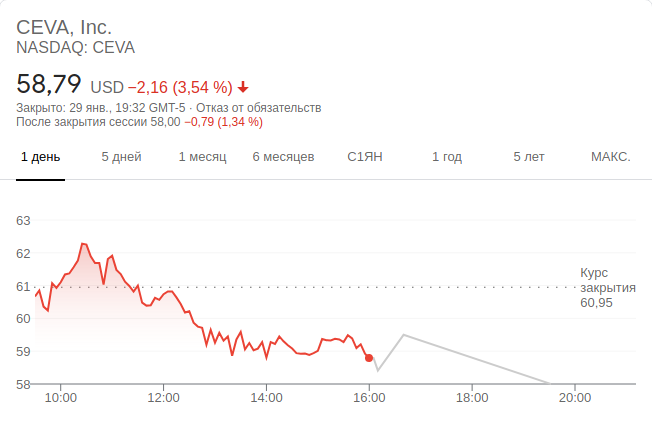 CEVA, Inc.
NASDAQ: CEVA
58,79 USD −2,16 (3,54 %)
Закрыто: 29 янв., 19:32 GMT-5 · Отказ от обязательств
После закрытия сессии 58,00 −0,79 (1,34 %)
1 день 5 дней 1 месяц 6 месяцев С1ЯН 1 год 5 лет МАКС.
63
62
61
60
59
58
Курс
закрытия
60,95
10:00 12:00 14:00 16:00 18:00 20:00